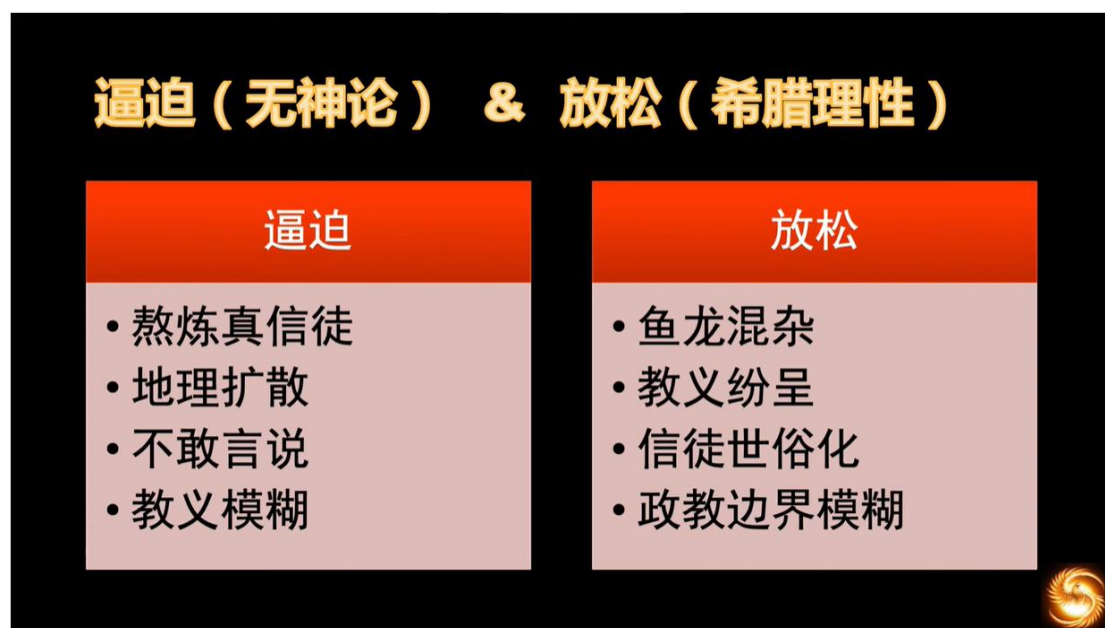 逼迫（无神论） & 放松（希腊理性）
逼迫
• 熬炼真信徒
• 地理扩散
• 不敢言说
• 教义模糊
放松
• 鱼龙混杂
• 教义纷呈
• 信徒世俗化
• 政教边界模糊